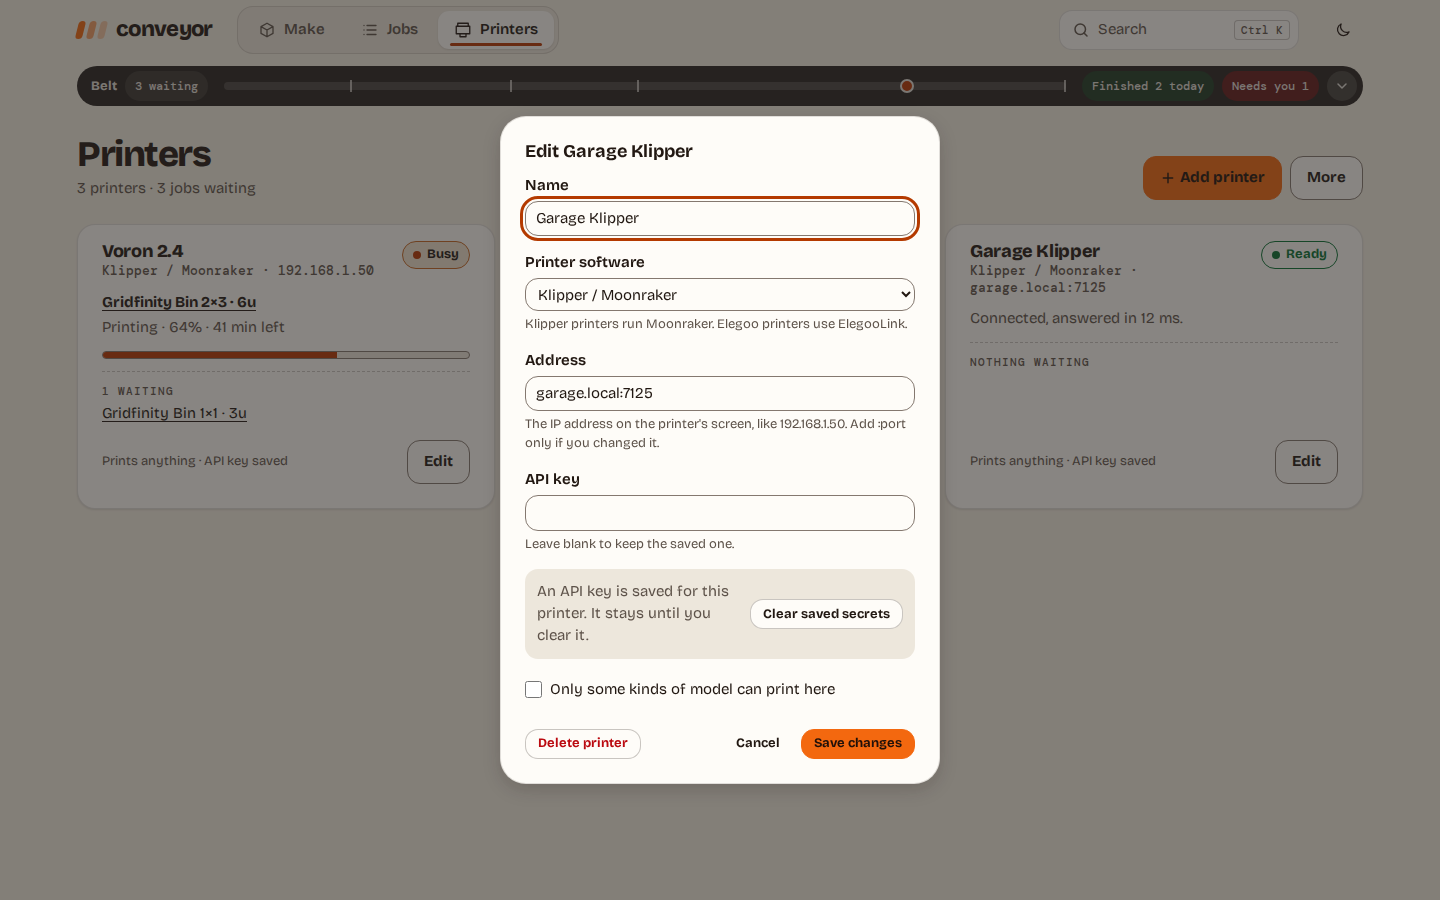 conveyor
Make
Jobs
Printers
Search
Ctrl K
Belt
3 waiting
Finished 2 today
Needs you 1
Printers
3 printers · 3 jobs waiting
+ Add printer
More
Voron 2.4
Busy
Klipper / Moonraker · 192.168.1.50
Gridfinity Bin 2×3 · 6u
Printing · 64% · 41 min left
1 WAITING
Gridfinity Bin 1×1 · 3u
Prints anything · API key saved
Edit
Edit Garage Klipper
Name
Garage Klipper
Printer software
Klipper / Moonraker
Klipper printers run Moonraker. Elegoo printers use ElegooLink.
Address
garage.local:7125
The IP address on the printer's screen, like 192.168.1.50. Add :port
only if you changed it.
API key
Leave blank to keep the saved one.
An API key is saved for this
printer. It stays until you
clear it.
Clear saved secrets
Only some kinds of model can print here
Delete printer
Cancel
Save changes
Garage Klipper
Ready
Klipper / Moonraker ·
garage.local:7125
Connected, answered in 12 ms.
NOTHING WAITING
Prints anything · API key saved
Edit